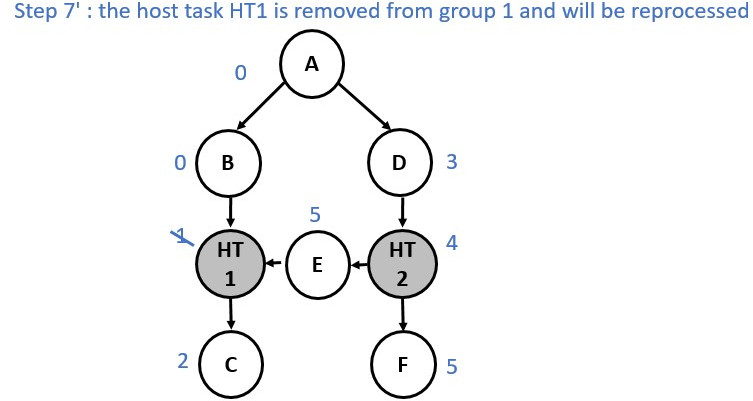 Step 7' : the host task HT1 is removed from group 1 and will be reprocessed
A
0
0
B
D
3
5
1
HT
1
E
HT
2
4
2
C
F
5